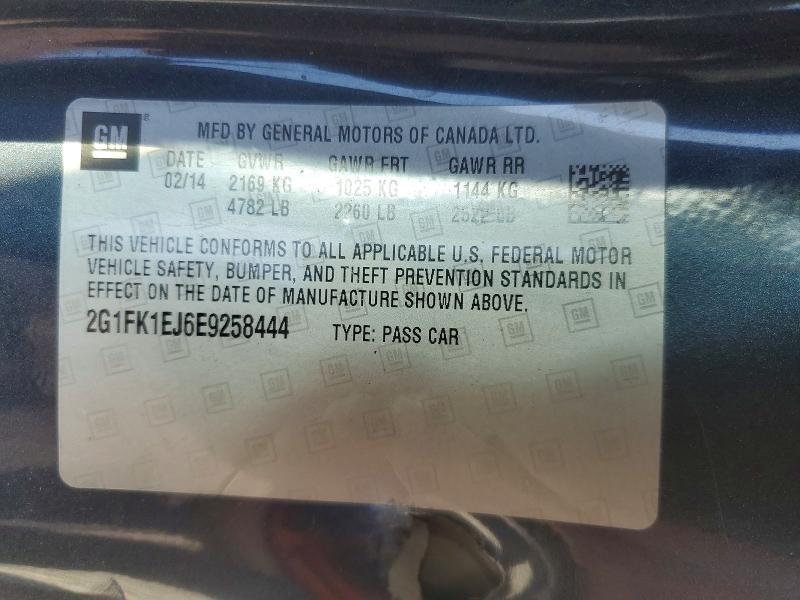 GM
MFD BY GENERAL MOTORS OF CANADA LTD.
DATE GVWR GAWR FRT GAWR RR
02/14 2169 KG 1025 KG 1144 KG
4782 LB 2260 LB 2522 LB
THIS VEHICLE CONFORMS TO ALL APPLICABLE U.S. FEDERAL MOTOR
VEHICLE SAFETY, BUMPER, AND THEFT PREVENTION STANDARDS IN
EFFECT ON THE DATE OF MANUFACTURE SHOWN ABOVE.
2G1FK1EJ6E9258444 TYPE: PASS CAR